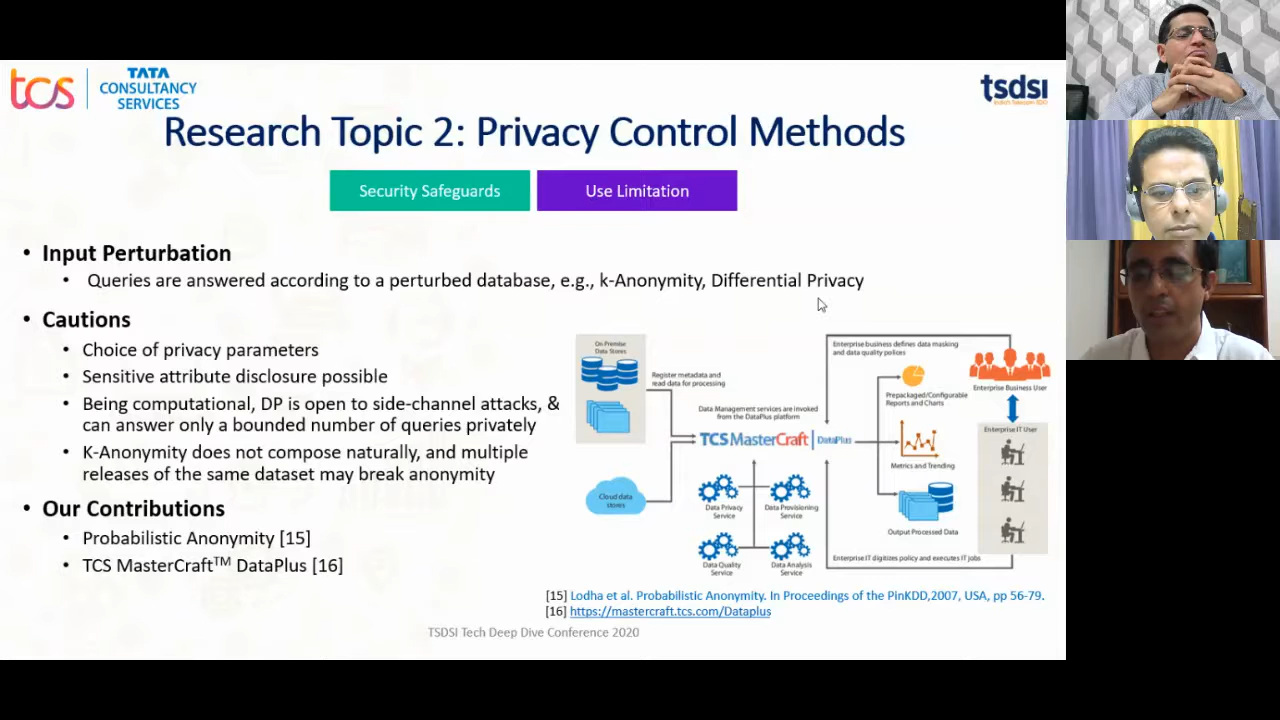 tcs
TATA
CONSULTANCY
SERVICES
tsdsi
India's Telecom SDO
Research Topic 2: Privacy Control Methods
Security Safeguards
Use Limitation
• Input Perturbation
• Queries are answered according to a perturbed database, e.g., k-Anonymity, Differential Privacy
• Cautions
• Choice of privacy parameters
• Sensitive attribute disclosure possible
• Being computational, DP is open to side-channel attacks, &
can answer only a bounded number of queries privately
• K-Anonymity does not compose naturally, and multiple
releases of the same dataset may break anonymity
• Our Contributions
• Probabilistic Anonymity [15]
• TCS MasterCraft™ DataPlus [16]
On-Premise
Data Stores
Register metadata and
read data for processing
Cloud data
stores
Data Management services are invoked
from the DataPlus platform
TCS MasterCraft | DataPlus
Data Privacy
Service
Data Provisioning
Service
Data Quality
Service
Data Analysis
Service
Enterprise business defines data masking
and data quality polices
Prepackaged/Configurable
Reports and Charts
Metrics and Trending
Output Processed Data
Enterprise Business User
Enterprise IT User
Enterprise IT digitizes policy and executes IT jobs
[15] Lodha et al. Probabilistic Anonymity. In Proceedings of the PinKDD,2007, USA, pp 56-79.
[16] https://mastercraft.tcs.com/Dataplus
TSDSI Tech Deep Dive Conference 2020